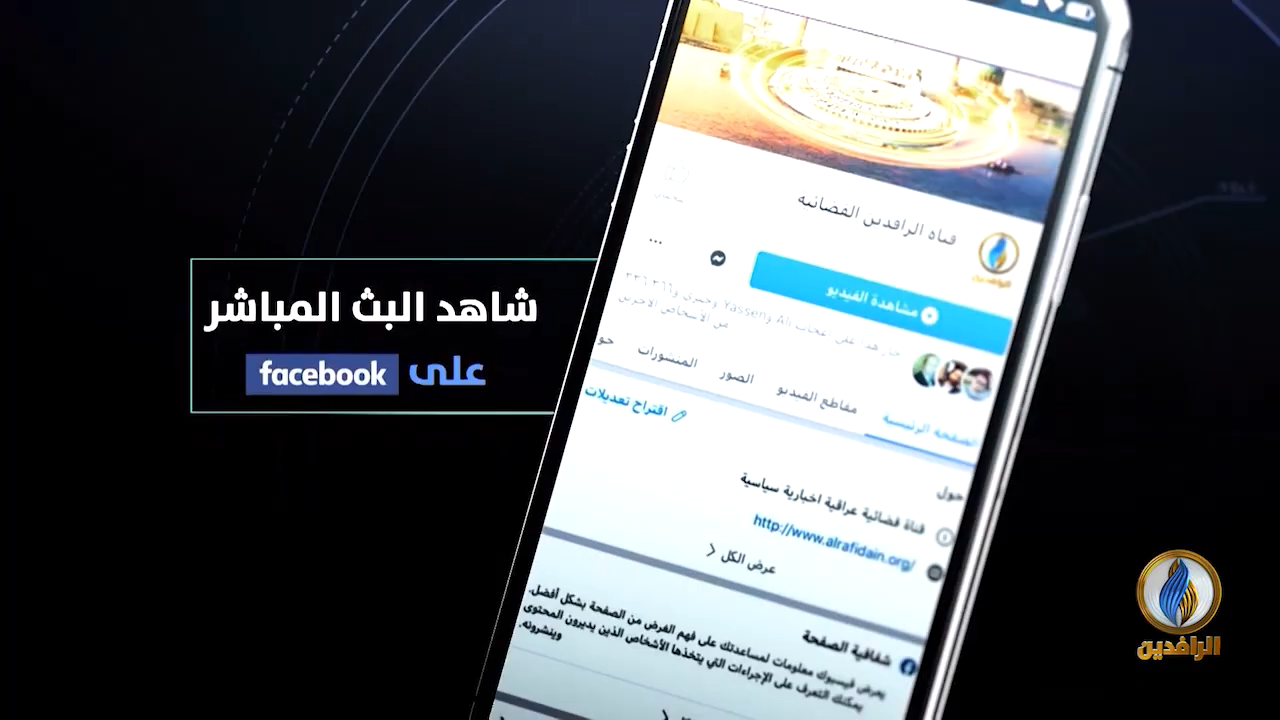 شاهد البث المباشر
على facebook
قناة الرافدين الفضائية
الرافدين
مشاهدة الفيديو
الصفحة الرئيسية
مقاطع الفيديو
الصور
المنشورات
حو
اقتراح تعديلات
حول
قناة فضائية عراقية اخبارية سياسية
http://www.alrafidain.org/
عرض الكل
شفافية الصفحة
يعرض فيسبوك معلومات لمساعدتك على فهم الغرض من الصفحة بشكل أفضل.
يمكنك التعرف على الإجراءات التي يتخذها الأشخاص الذين يديرون المحتوى
وينشرونه.
الرافدين